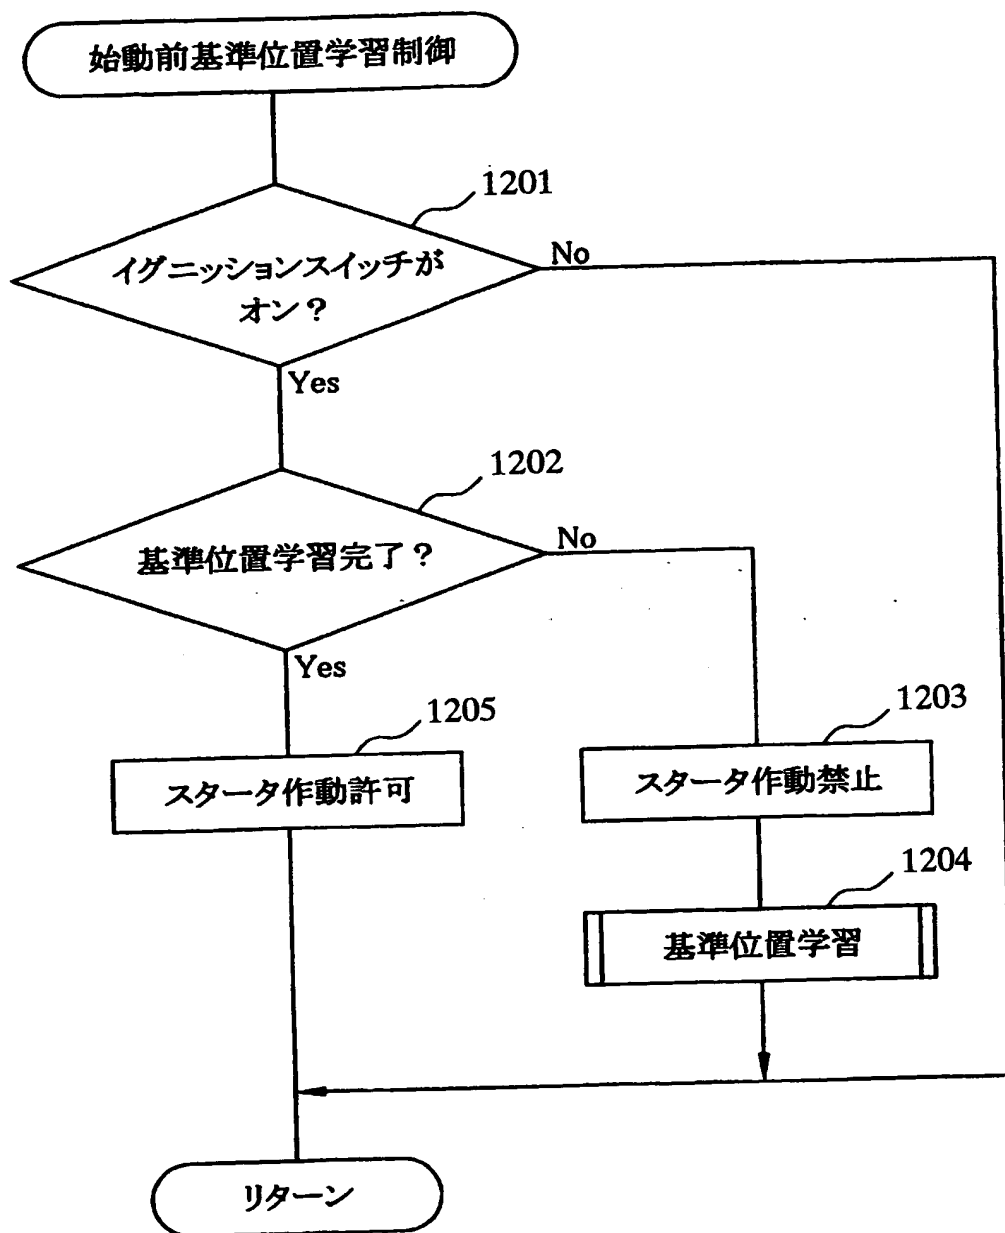 始動前基準位置学習制御
1201
イグニッションスイッチが
オン？
No
Yes
1202
基準位置学習完了？
No
Yes
1205
スタータ作動許可
1203
スタータ作動禁止
1204
基準位置学習
リターン